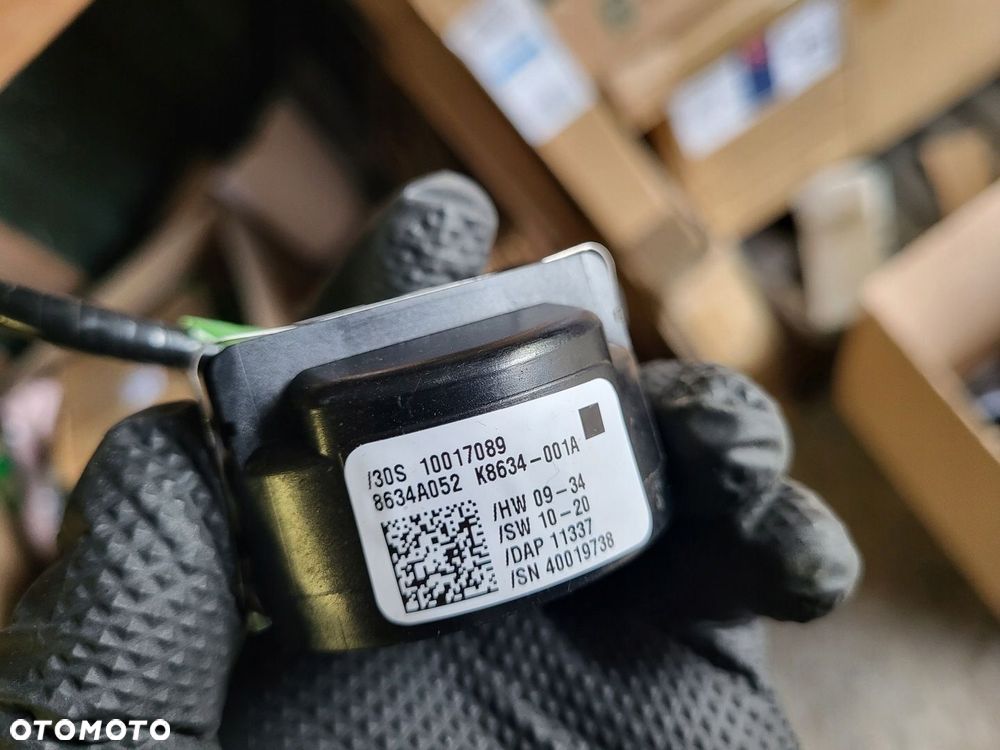 /30S 10017089
8634A052 K8634-001A
/HW 09-34
/SW 10-20
/DAP 11337
/SN 40019738
OTOMOTO